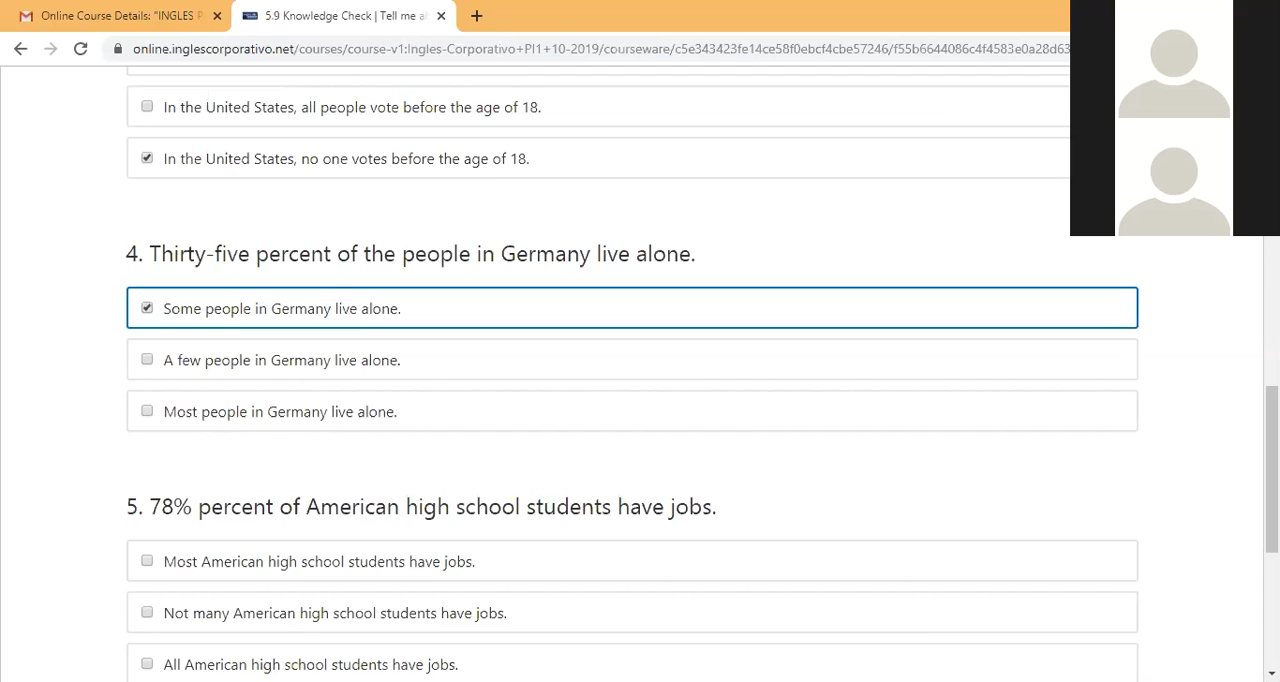 Online Course Details: "INGLES P
5.9 Knowledge Check | Tell me a
online.inglescorporativo.net/courses/course-v1:Ingles-Corporativo+PI1+10-2019/courseware/c5e343423fe14ce58f0ebcf4cbe57246/f55b6644086c4f4583e0a28d63
In the United States, all people vote before the age of 18.
In the United States, no one votes before the age of 18.
4. Thirty-five percent of the people in Germany live alone.
Some people in Germany live alone.
A few people in Germany live alone.
Most people in Germany live alone.
5. 78% percent of American high school students have jobs.
Most American high school students have jobs.
Not many American high school students have jobs.
All American high school students have jobs.